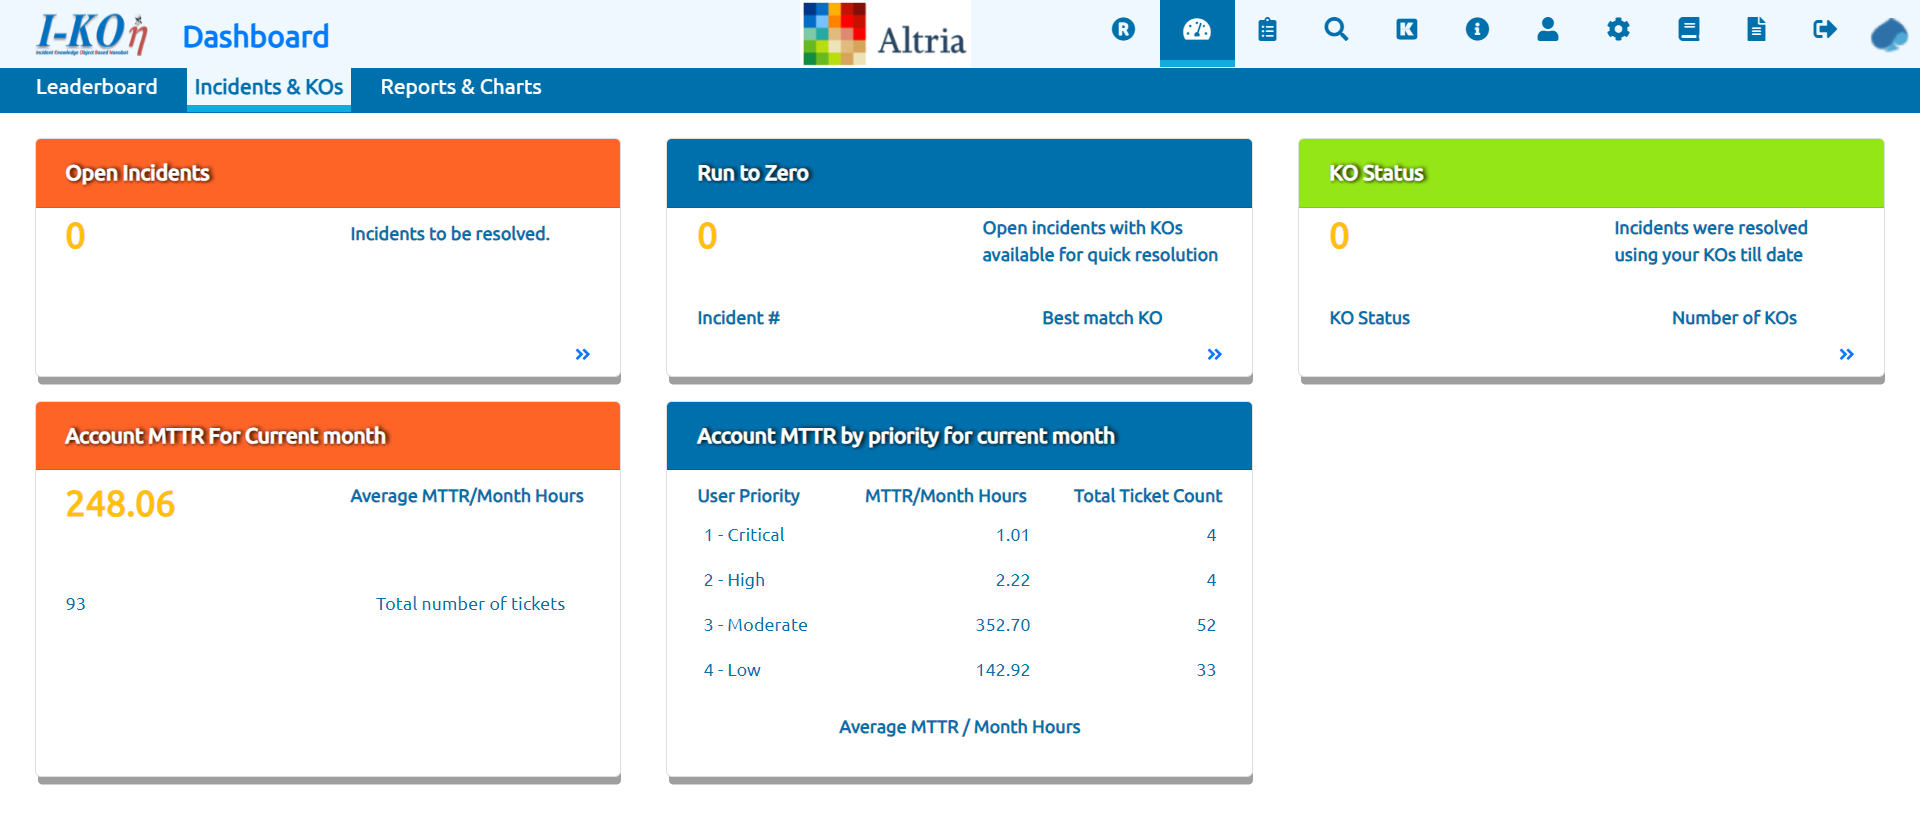 I-KOη
Incident Knowledge Object Based Nanobot
Dashboard
Altria
R
K
i
Leaderboard
Incidents & KOs
Reports & Charts
Open Incidents
0
Incidents to be resolved.
»
Run to Zero
0
Open incidents with KOs
available for quick resolution
Incident #
Best match KO
»
KO Status
0
Incidents were resolved
using your KOs till date
KO Status
Number of KOs
»
Account MTTR For Current month
248.06
Average MTTR/Month Hours
93
Total number of tickets
Account MTTR by priority for current month
User Priority MTTR/Month Hours Total Ticket Count
1 - Critical 1.01 4
2 - High 2.22 4
3 - Moderate 352.70 52
4 - Low 142.92 33
Average MTTR / Month Hours